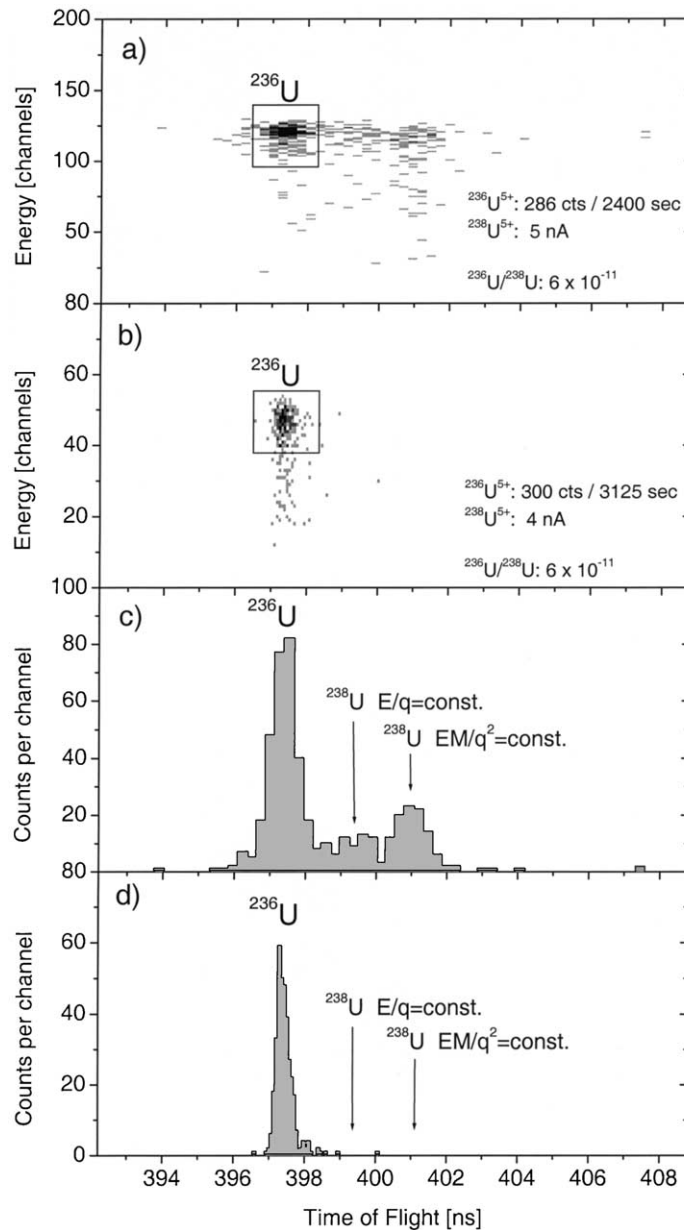 200
a)
²³⁶U
150
100
50
Energy [channels]
²³⁶U⁵⁺: 286 cts / 2400 sec
²³⁸U⁵⁺: 5 nA
²³⁶U/²³⁸U: 6 x 10⁻¹¹
80
b)
²³⁶U
60
40
20
Energy [channels]
²³⁶U⁵⁺: 300 cts / 3125 sec
²³⁸U⁵⁺: 4 nA
²³⁶U/²³⁸U: 6 x 10⁻¹¹
100
c)
²³⁶U
80
60
40
20
Counts per channel
²³⁸U E/q=const.
²³⁸U EM/q²=const.
80
d)
²³⁶U
60
40
20
0
Counts per channel
²³⁸U E/q=const.
²³⁸U EM/q²=const.
394 396 398 400 402 404 406 408
Time of Flight [ns]